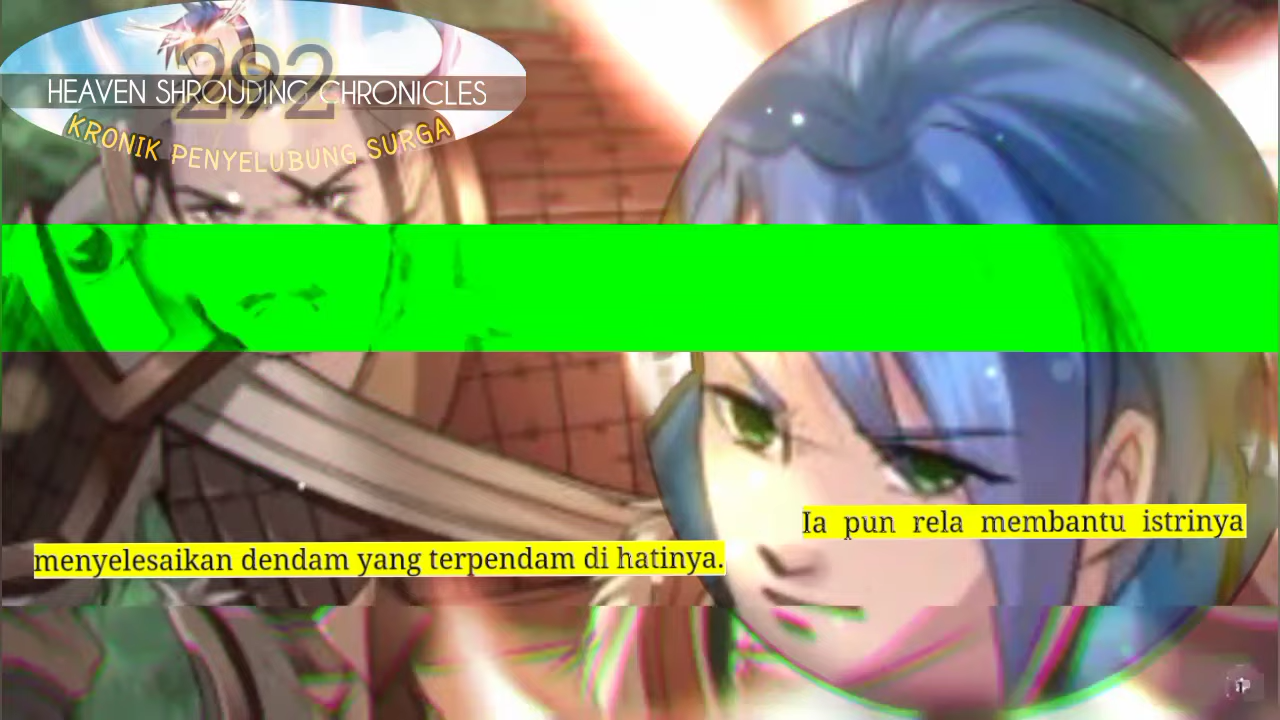 292
HEAVEN SHROUDING CHRONICLES
KRONIK PENYELUBUNG SURGA
Ia pun rela membantu istrinya
menyelesaikan dendam yang terpendam di hatinya.